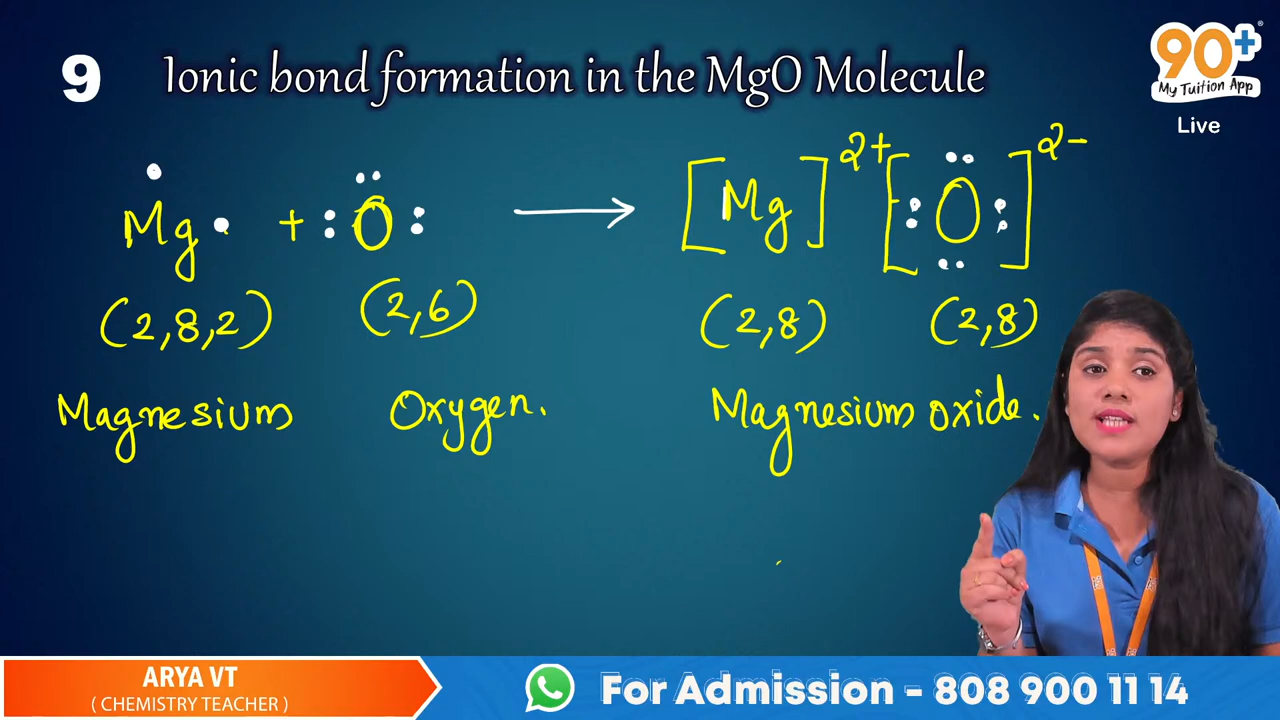 9 Ionic bond formation in the MgO Molecule
90+
My Tuition App
Live
Mg + O → [Mg]2+ [O]2-
(2,8,2) (2,6) (2,8) (2,8)
Magnesium Oxygen. Magnesium oxide.
ARYA VT
( CHEMISTRY TEACHER )
For Admission - 808 900 11 14